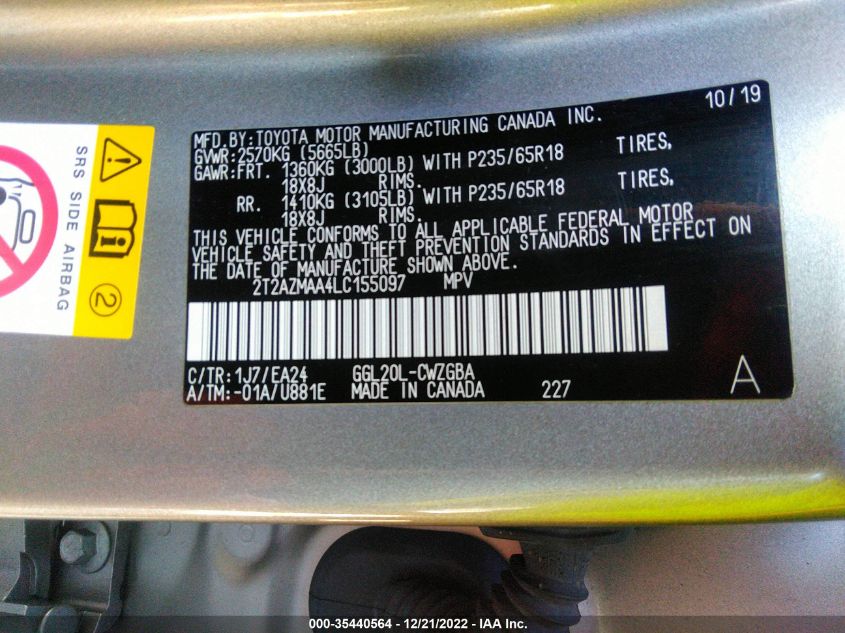 SRS SIDE AIRBAG
2
10/19
MFD.BY:TOYOTA MOTOR MANUFACTURING CANADA INC.
GVWR:2570KG (5665LB)
GAWR:FRT. 1360KG (3000LB) WITH P235/65R18 TIRES,
18X8J RIMS.
RR. 1410KG (3105LB) WITH P235/65R18 TIRES,
18X8J RIMS.
THIS VEHICLE CONFORMS TO ALL APPLICABLE FEDERAL MOTOR
VEHICLE SAFETY AND THEFT PREVENTION STANDARDS IN EFFECT ON
THE DATE OF MANUFACTURE SHOWN ABOVE.
2T2AZMAA4LC155097 MPV
C/TR:1J7/EA24 GGL20L-CWZGBA
A/TM:-01A/U881E MADE IN CANADA 227 A
000-35440564 - 12/21/2022 - IAA Inc.